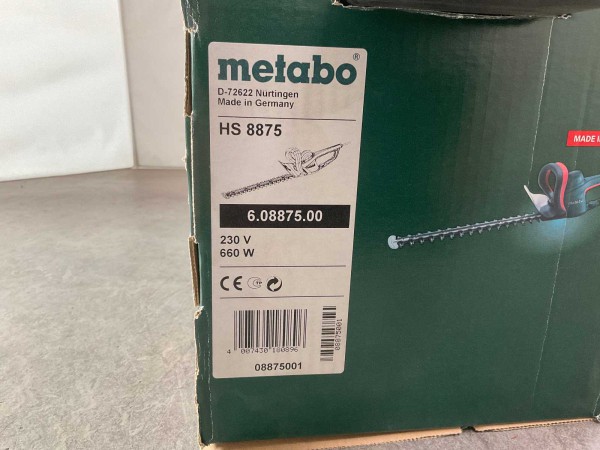 metabo®
D-72622 Nürtingen
Made in Germany
HS 8875
6.08875.00
230 V
660 W
CE
4 007430 180896
08875001
08875001
MADE